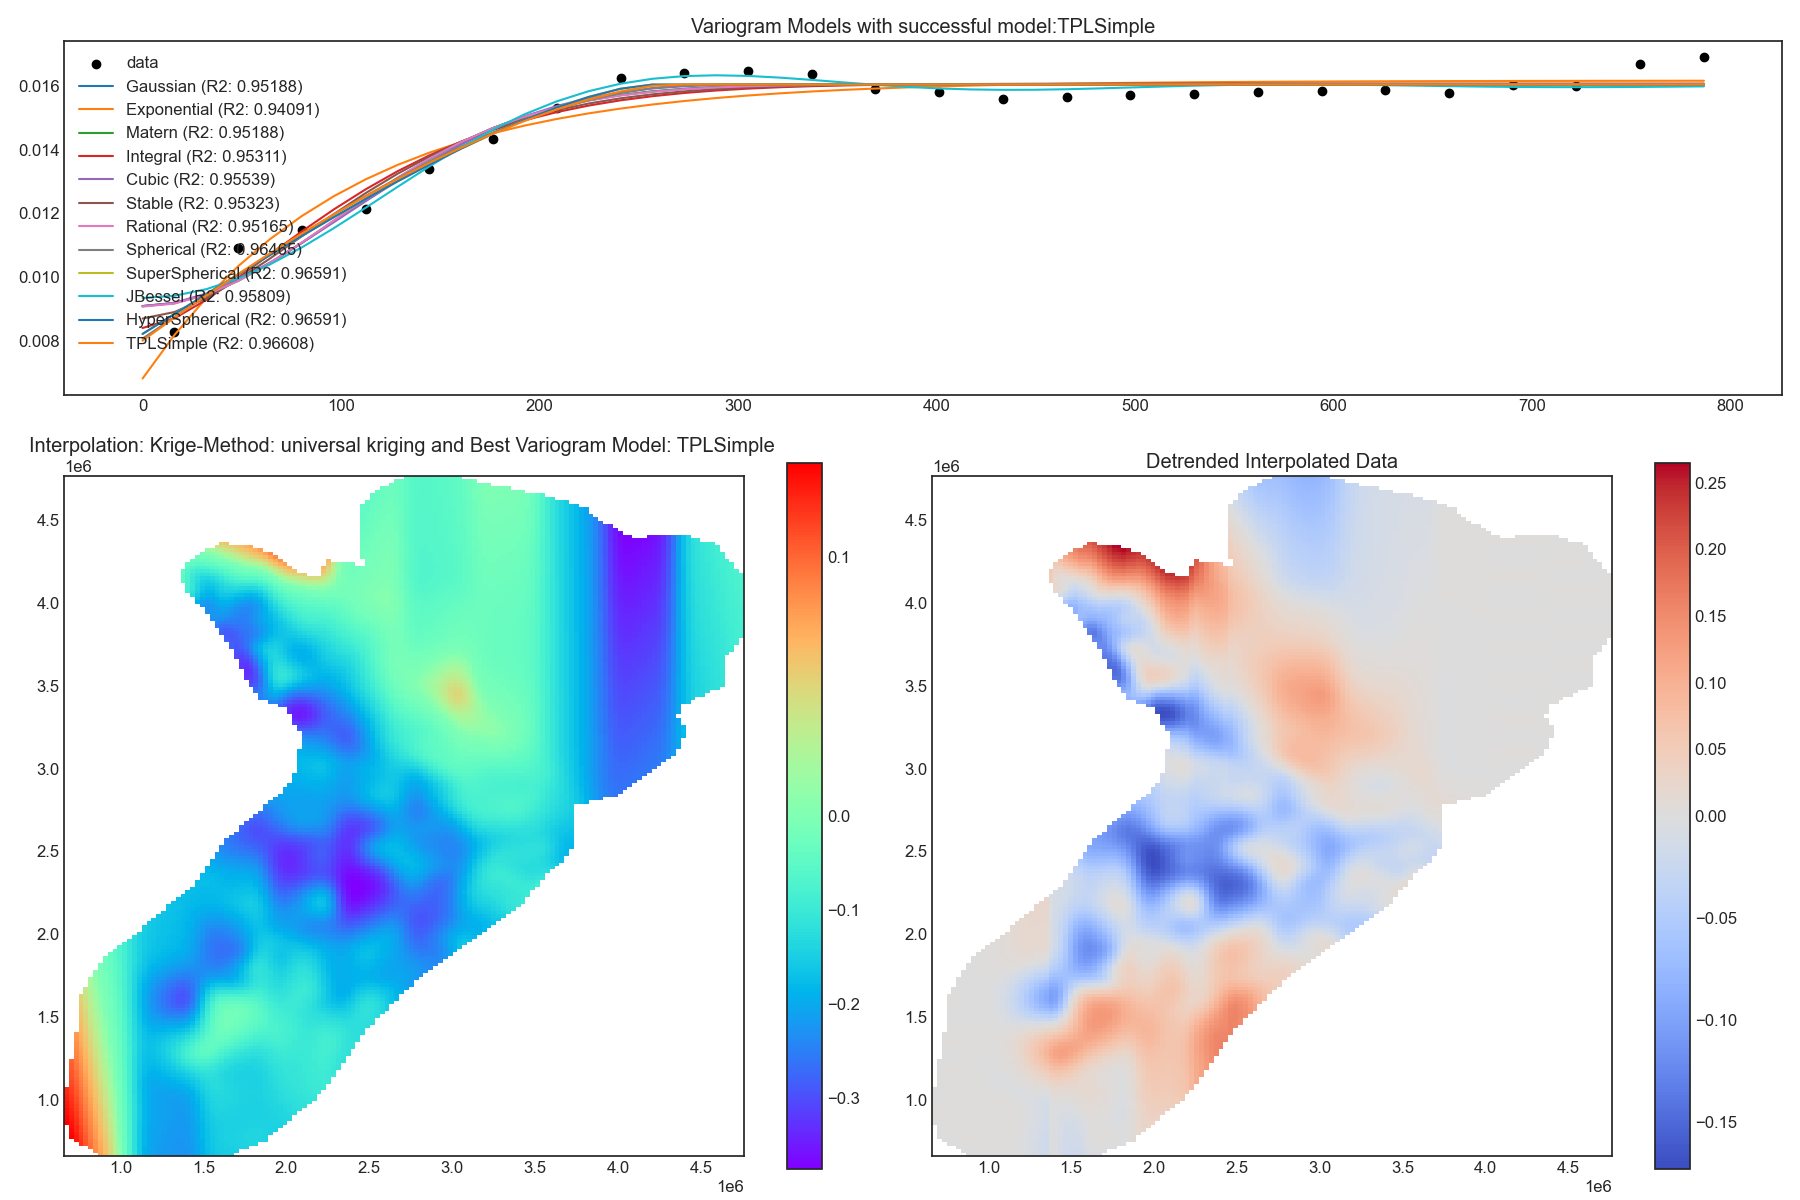 Variogram Models with successful model:TPLSimple
data
Gaussian (R2: 0.95188)
Exponential (R2: 0.94091)
Matern (R2: 0.95188)
Integral (R2: 0.95311)
Cubic (R2: 0.95539)
Stable (R2: 0.95323)
Rational (R2: 0.95165)
Spherical (R2: 0.96465)
SuperSpherical (R2: 0.96591)
JBessel (R2: 0.95809)
HyperSpherical (R2: 0.96591)
TPLSimple (R2: 0.96608)
0.016
0.014
0.012
0.010
0.008
0 100 200 300 400 500 600 700 800
Interpolation: Krige-Method: universal kriging and Best Variogram Model: TPLSimple
1e6
4.5
4.0
3.5
3.0
2.5
2.0
1.5
1.0
1.0 1.5 2.0 2.5 3.0 3.5 4.0 4.5
1e6
0.1
0.0
−0.1
−0.2
−0.3
Detrended Interpolated Data
1e6
4.5
4.0
3.5
3.0
2.5
2.0
1.5
1.0
1.0 1.5 2.0 2.5 3.0 3.5 4.0 4.5
1e6
0.25
0.20
0.15
0.10
0.05
0.00
−0.05
−0.10
−0.15